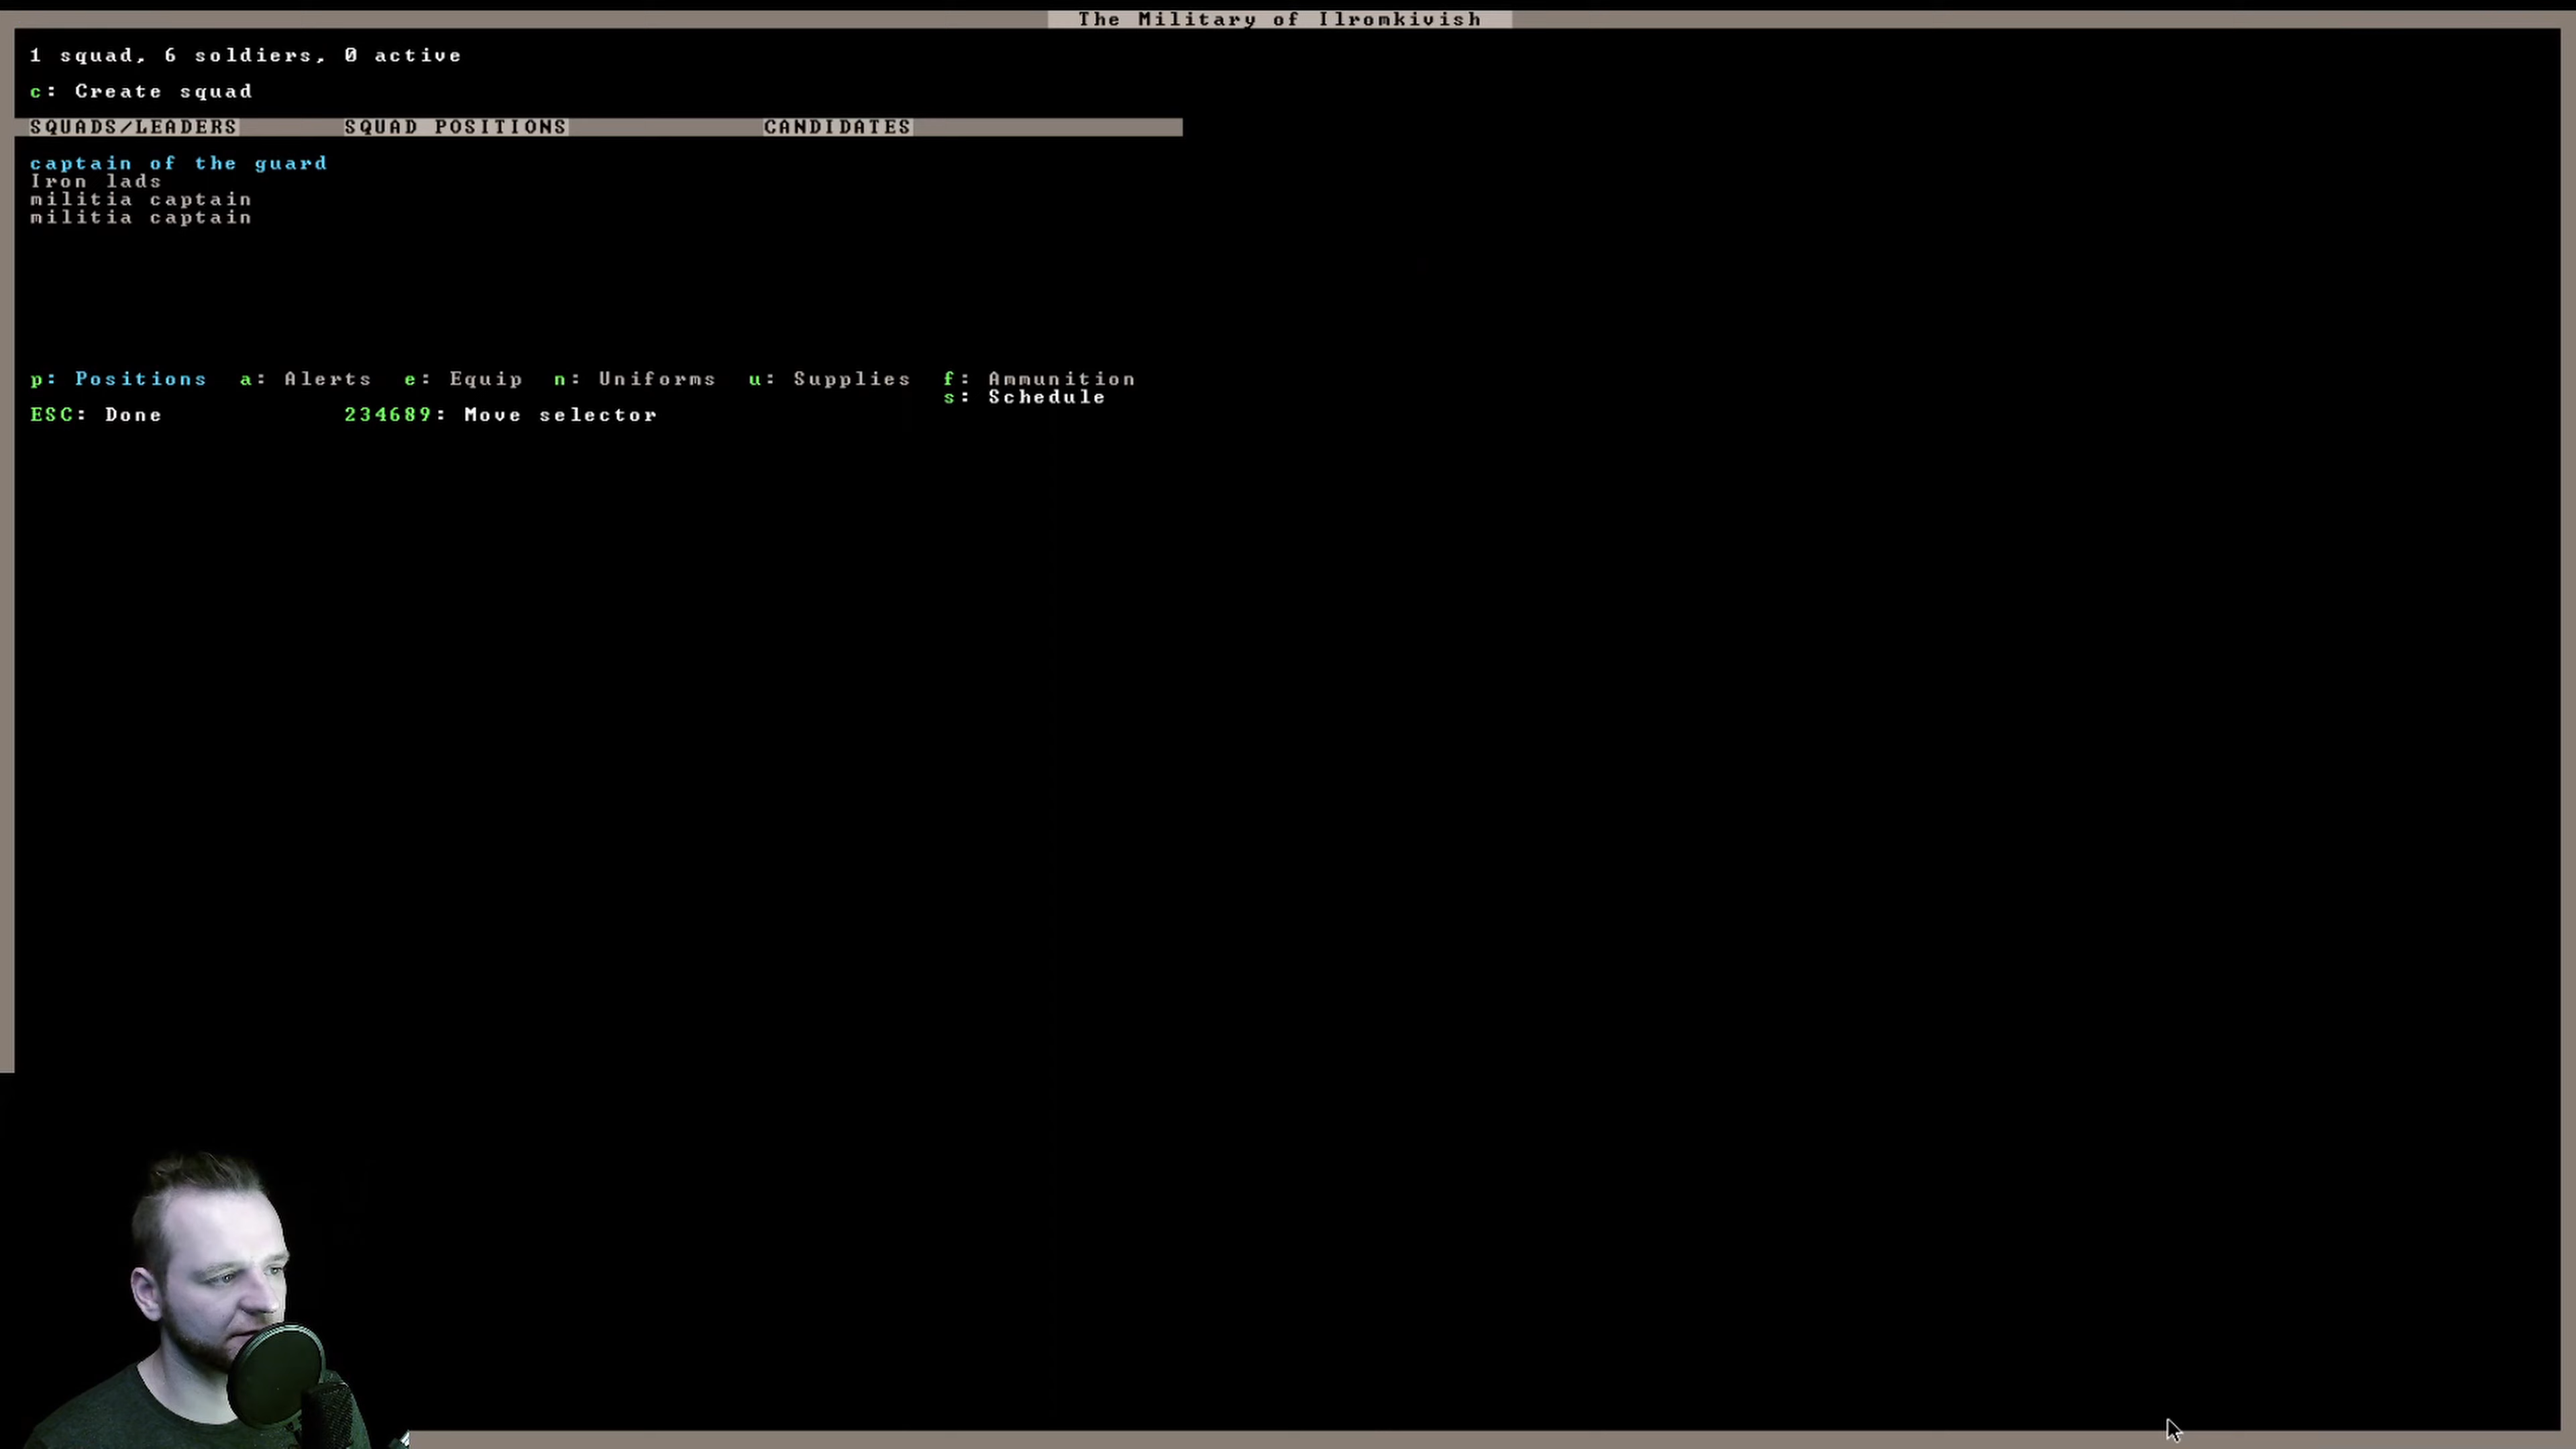 The Military of Ilromkivish
1 squad, 6 soldiers, 0 active
c: Create squad
SQUADS/LEADERS SQUAD POSITIONS CANDIDATES
captain of the guard
Iron lads
militia captain
militia captain
p: Positions a: Alerts e: Equip n: Uniforms u: Supplies f: Ammunition
s: Schedule
ESC: Done 234689: Move selector